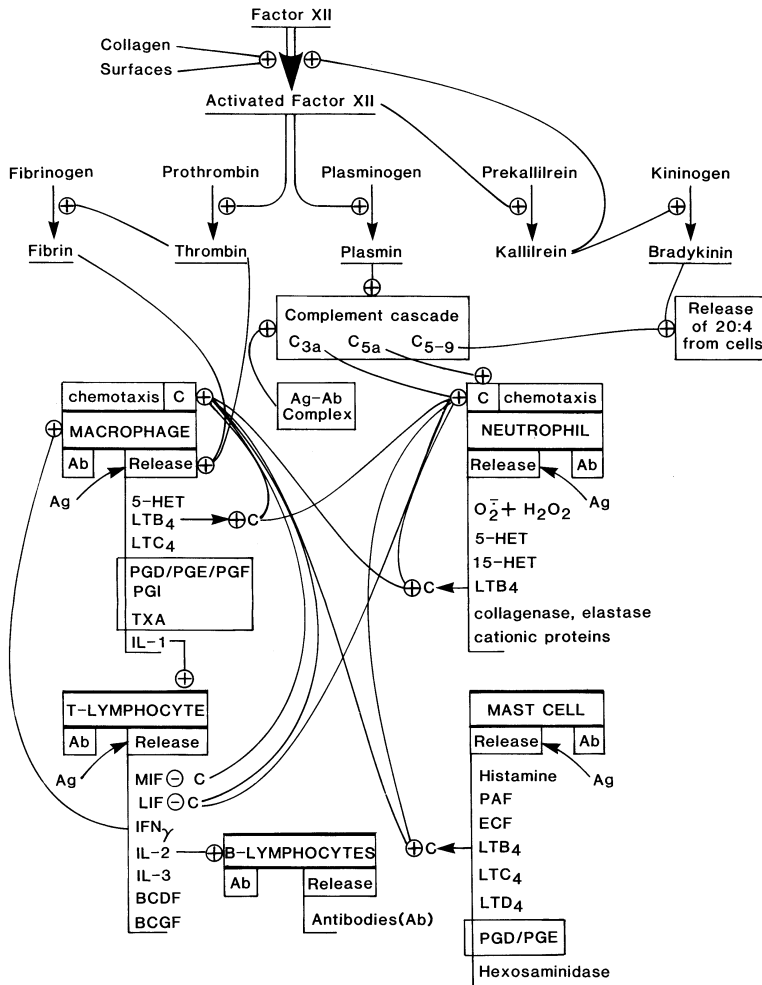 Factor XII
Collagen
Surfaces
⊕
⊕
Activated Factor XII
Fibrinogen
Prothrombin
Plasminogen
Prekallilrein
Kininogen
⊕
⊕
⊕
⊕
⊕
Fibrin
Thrombin
Plasmin
Kallilrein
Bradykinin
⊕
Complement cascade
C3a
C5a
C5-9
⊕
⊕
Release
of 20:4
from cells
⊕
Ag-Ab
Complex
chemotaxis
C
⊕
MACROPHAGE
⊕
Ab
Release
⊕
Ag
5-HET
LTB4
⊕ C
LTC4
PGD/PGE/PGF
PGI
TXA
IL-1
⊕
⊕
C
chemotaxis
NEUTROPHIL
Release
Ab
Ag
O2− + H2O2
5-HET
15-HET
LTB4
⊕ C
collagenase, elastase
cationic proteins
T-LYMPHOCYTE
Ab
Release
Ag
MIF ⊖ C
LIF ⊖ C
IFNγ
IL-2
⊕
IL-3
BCDF
BCGF
B-LYMPHOCYTES
Ab
Release
Antibodies(Ab)
MAST CELL
Release
Ab
Ag
Histamine
PAF
ECF
LTB4
⊕ C
LTC4
LTD4
PGD/PGE
Hexosaminidase